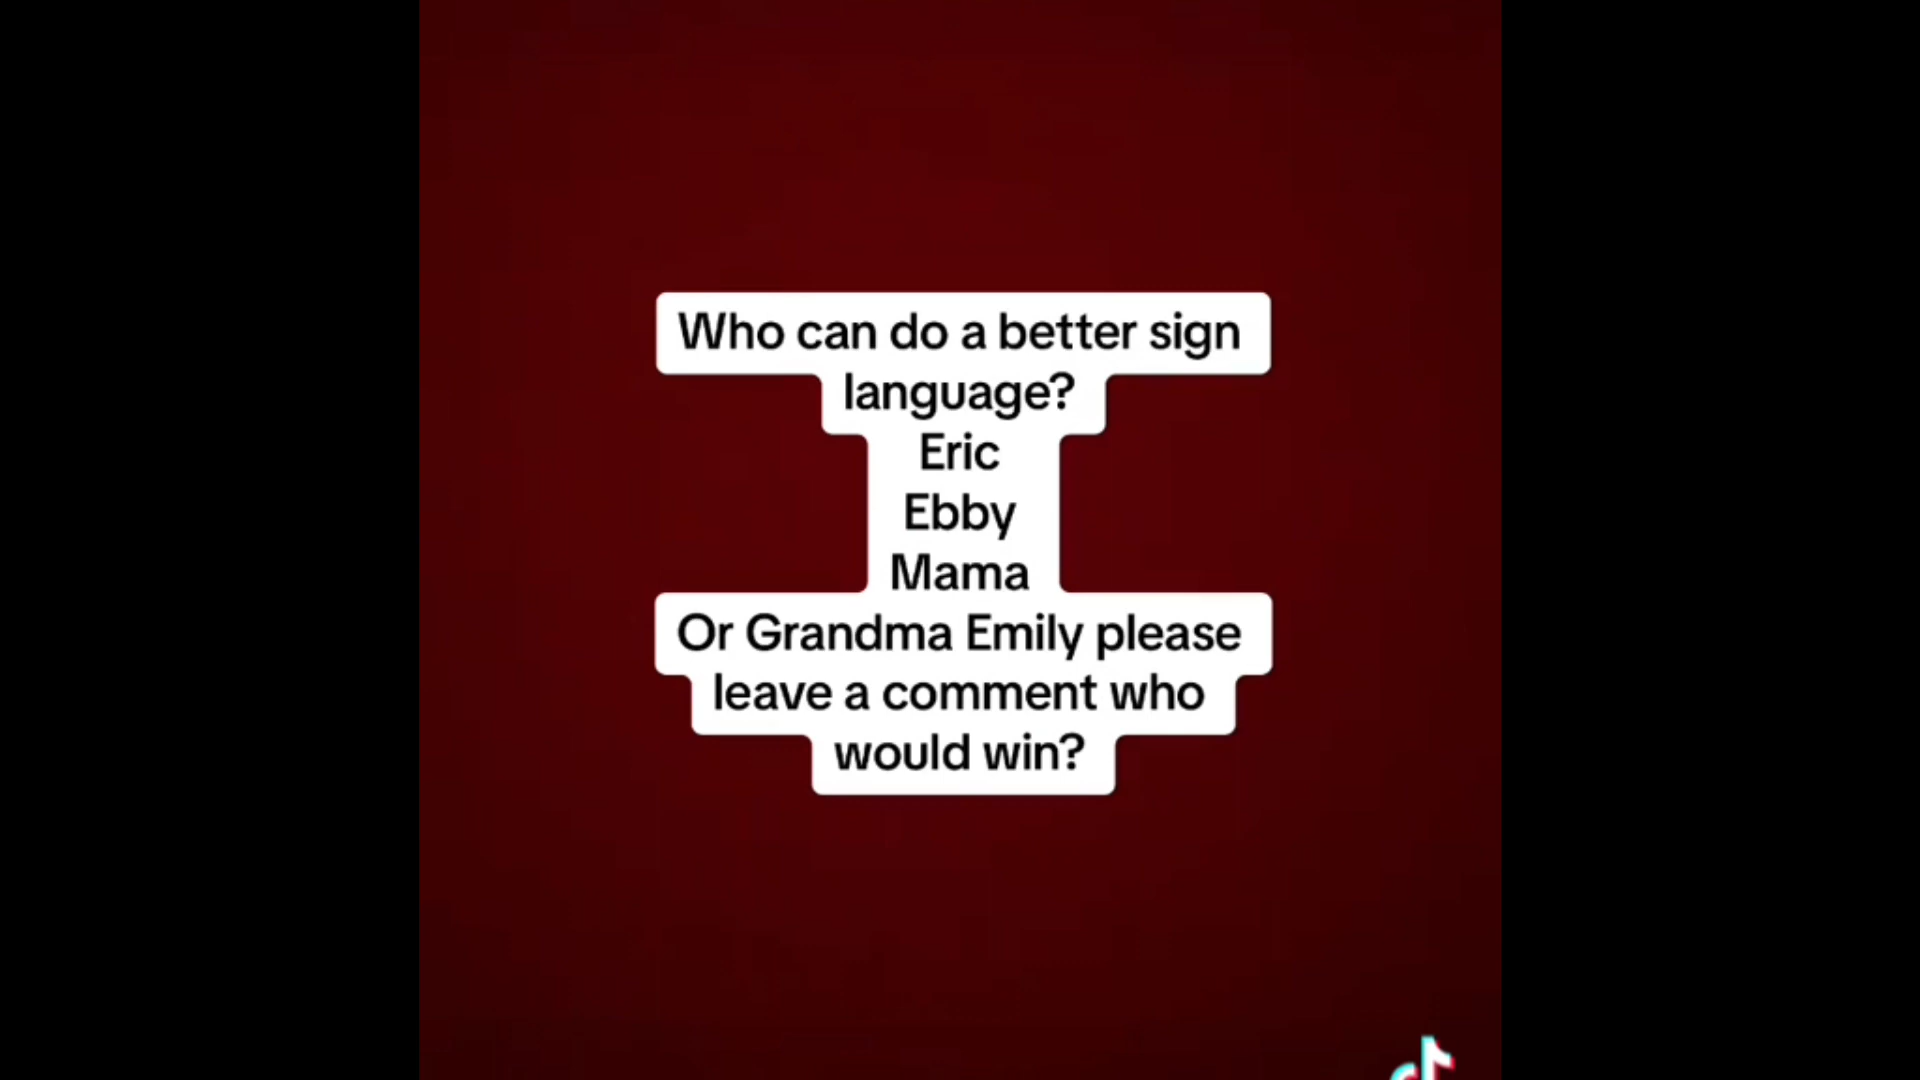 Who can do a better sign
language?
Eric
Ebby
Mama
Or Grandma Emily please
leave a comment who
would win?